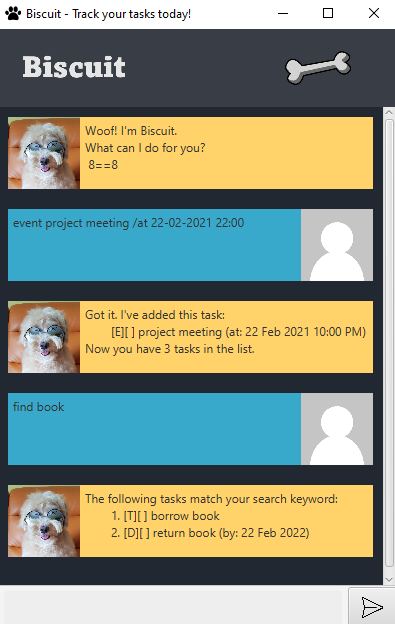 Biscuit - Track your tasks today!
Biscuit
Woof! I'm Biscuit.
What can I do for you?
8==8
event project meeting /at 22-02-2021 22:00
Got it. I've added this task:
[E][ ] project meeting (at: 22 Feb 2021 10:00 PM)
Now you have 3 tasks in the list.
find book
The following tasks match your search keyword:
1. [T][ ] borrow book
2. [D][ ] return book (by: 22 Feb 2022)